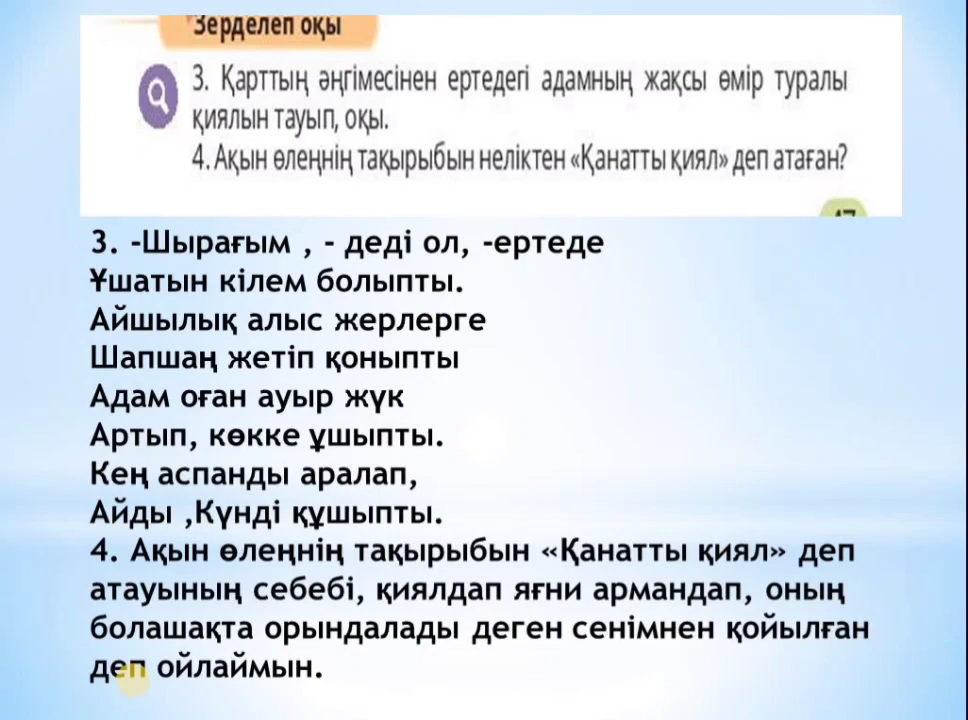 Зерделеп оқы
3. Қарттың әңгімесінен ертедегі адамның жақсы өмір туралы
қиялын тауып, оқы.
4. Ақын өлеңнің тақырыбын неліктен «Қанатты қиял» деп атаған?
47
3. -Шырағым , - деді ол, -ертеде
Ұшатын кілем болыпты.
Айшылық алыс жерлерге
Шапшаң жетіп қоныпты
Адам оған ауыр жүк
Артып, көкке ұшыпты.
Кең аспанды аралап,
Айды ,Күнді құшыпты.
4. Ақын өлеңнің тақырыбын «Қанатты қиял» деп
атауының себебі, қиялдап яғни армандап, оның
болашақта орындалады деген сенімнен қойылған
деп ойлаймын.